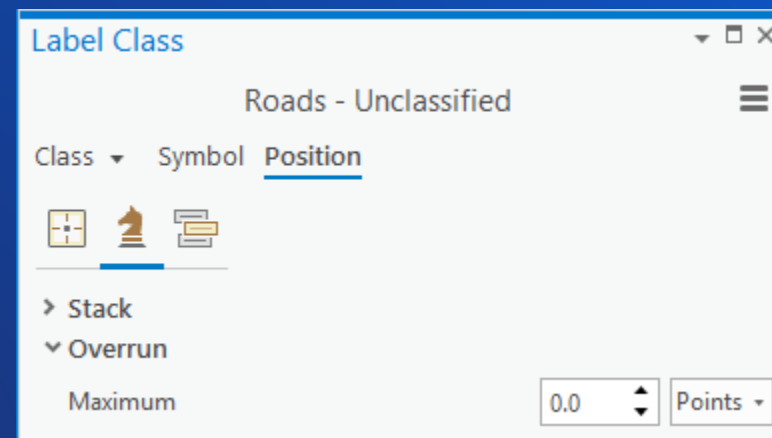 Label Class
Roads - Unclassified
Class Symbol Position
Stack
Overrun
Maximum 0.0 Points